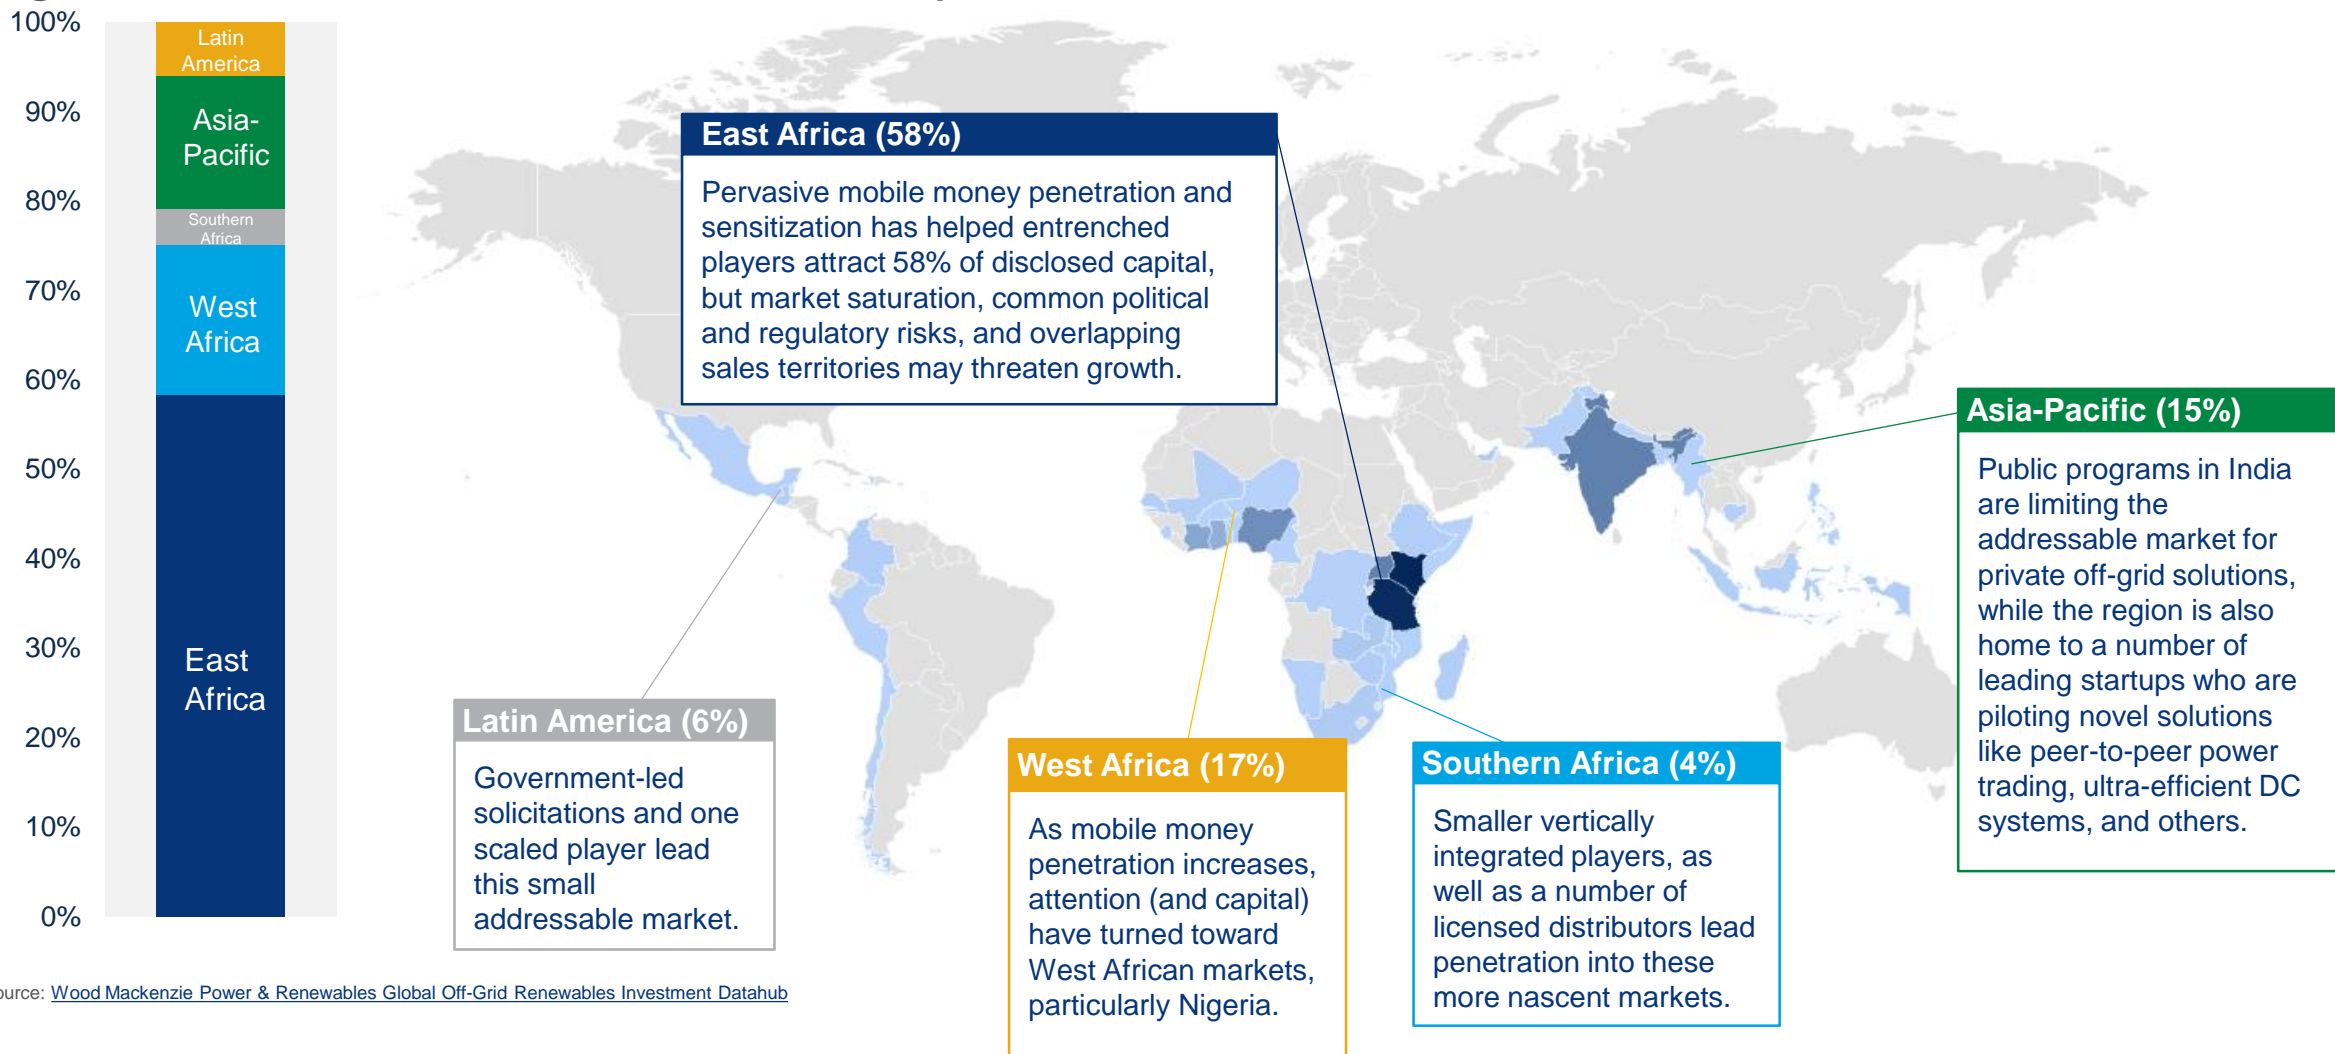 100%
90%
80%
70%
60%
50%
40%
30%
20%
10%
0%
Latin
America
Asia-
Pacific
Southern
Africa
West
Africa
East
Africa
East Africa (58%)
Pervasive mobile money penetration and
sensitization has helped entrenched
players attract 58% of disclosed capital,
but market saturation, common political
and regulatory risks, and overlapping
sales territories may threaten growth.
Asia-Pacific (15%)
Public programs in India
are limiting the
addressable market for
private off-grid solutions,
while the region is also
home to a number of
leading startups who are
piloting novel solutions
like peer-to-peer power
trading, ultra-efficient DC
systems, and others.
Latin America (6%)
Government-led
solicitations and one
scaled player lead
this small
addressable market.
West Africa (17%)
As mobile money
penetration increases,
attention (and capital)
have turned toward
West African markets,
particularly Nigeria.
Southern Africa (4%)
Smaller vertically
integrated players, as
well as a number of
licensed distributors lead
penetration into these
more nascent markets.
ource: Wood Mackenzie Power & Renewables Global Off-Grid Renewables Investment Datahub